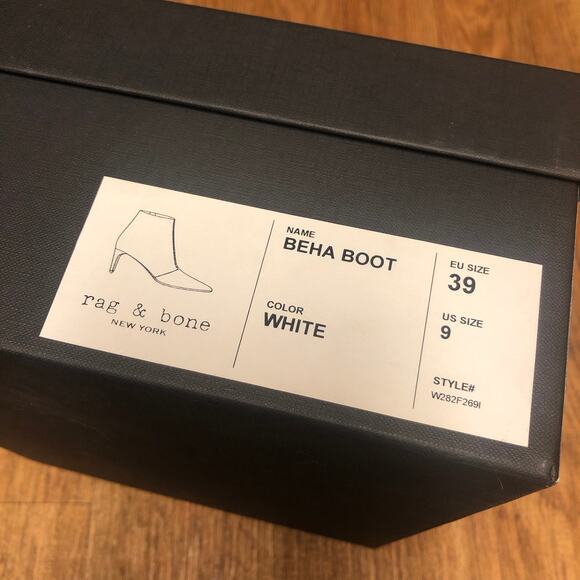 rag & bone
NEW YORK
NAME
BEHA BOOT
COLOR
WHITE
EU SIZE
39
US SIZE
9
STYLE#
W282F269I